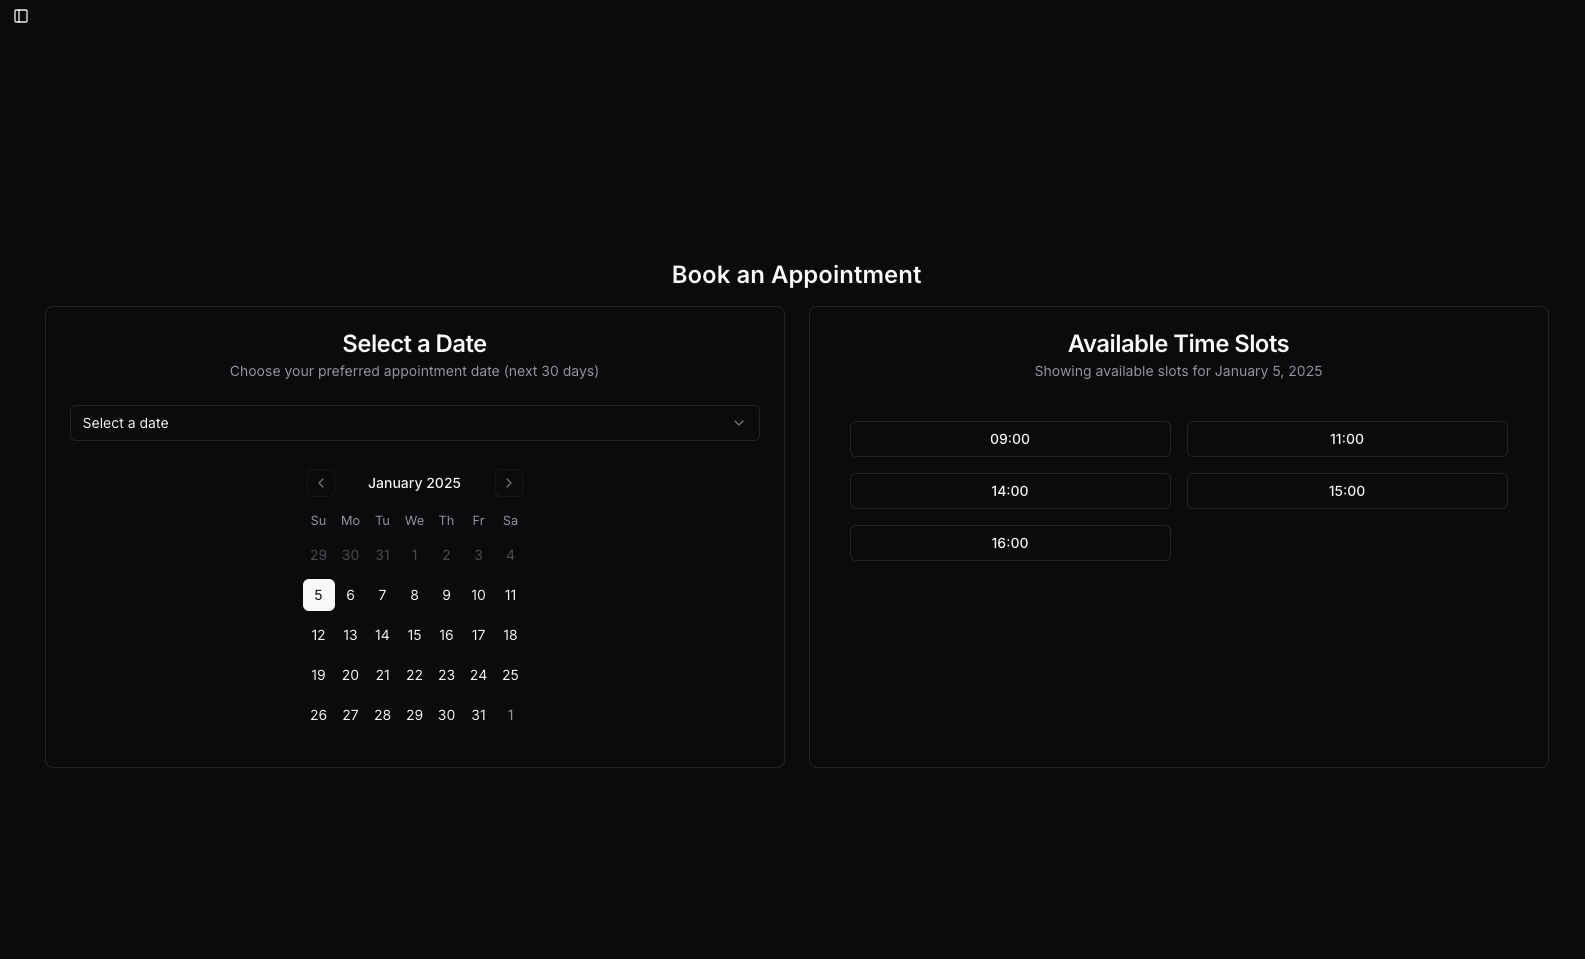 Book an Appointment
Select a Date
Choose your preferred appointment date (next 30 days)
Select a date
January 2025
Su Mo Tu We Th Fr Sa
29 30 31 1 2 3 4
5 6 7 8 9 10 11
12 13 14 15 16 17 18
19 20 21 22 23 24 25
26 27 28 29 30 31 1
Available Time Slots
Showing available slots for January 5, 2025
09:00 11:00
14:00 15:00
16:00